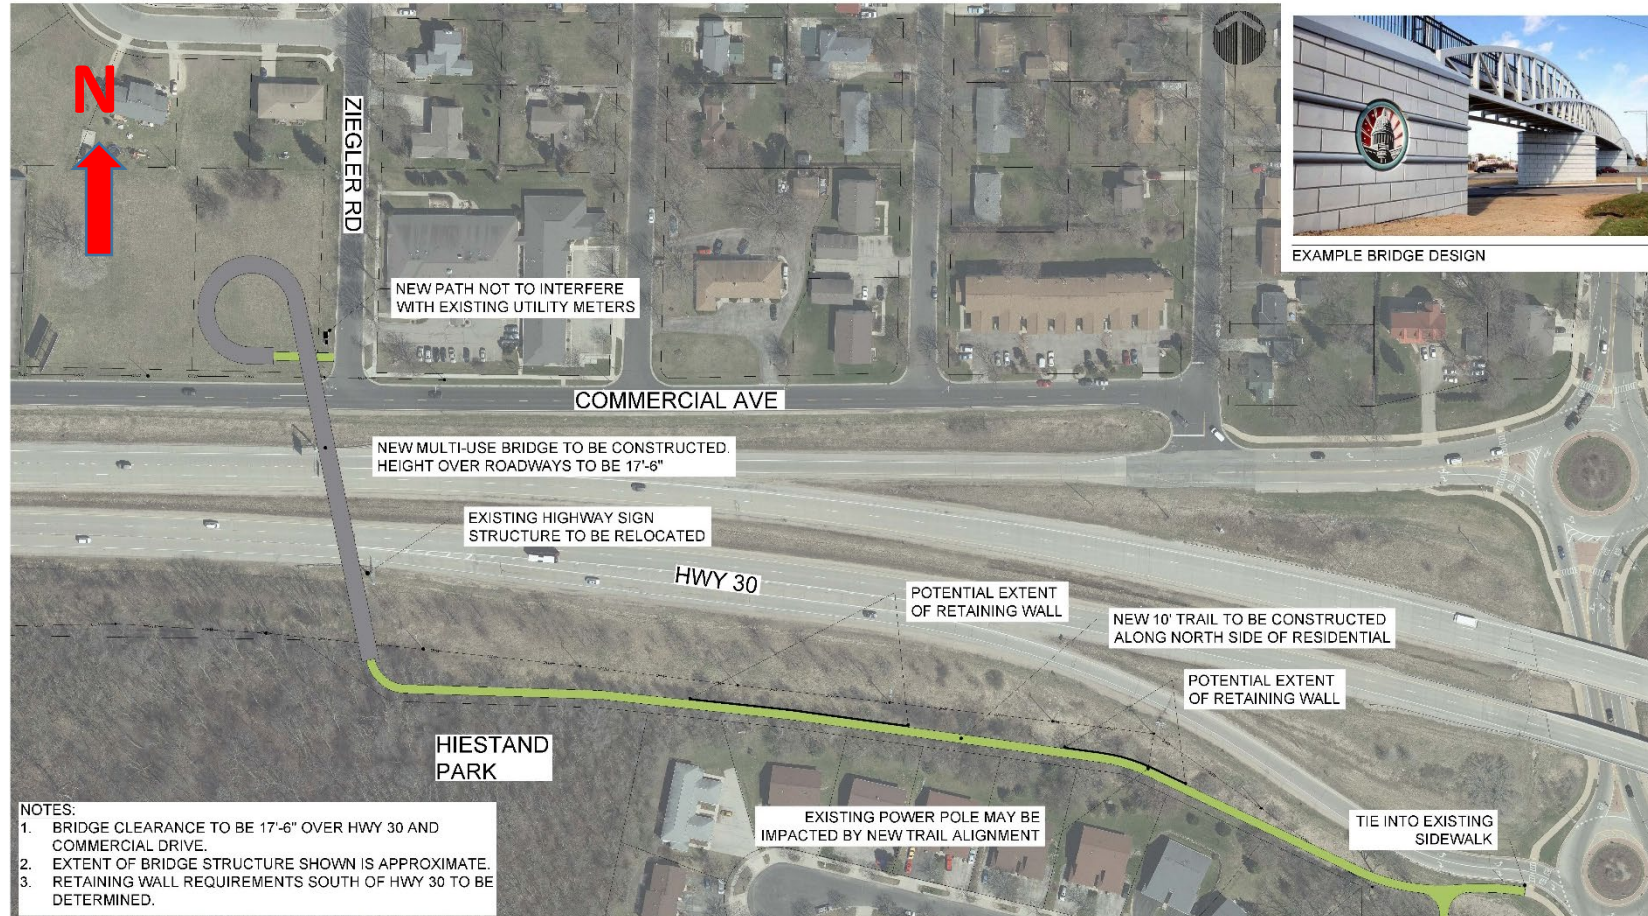 N
ZIEGLER RD
EXAMPLE BRIDGE DESIGN
NEW PATH NOT TO INTERFERE
WITH EXISTING UTILITY METERS
COMMERCIAL AVE
NEW MULTI-USE BRIDGE TO BE CONSTRUCTED.
HEIGHT OVER ROADWAYS TO BE 17'-6"
EXISTING HIGHWAY SIGN
STRUCTURE TO BE RELOCATED
HWY 30
POTENTIAL EXTENT
OF RETAINING WALL
NEW 10' TRAIL TO BE CONSTRUCTED
ALONG NORTH SIDE OF RESIDENTIAL
POTENTIAL EXTENT
OF RETAINING WALL
HIESTAND
PARK
EXISTING POWER POLE MAY BE
IMPACTED BY NEW TRAIL ALIGNMENT
TIE INTO EXISTING
SIDEWALK
NOTES:
1. BRIDGE CLEARANCE TO BE 17'-6" OVER HWY 30 AND
COMMERCIAL DRIVE.
2. EXTENT OF BRIDGE STRUCTURE SHOWN IS APPROXIMATE.
3. RETAINING WALL REQUIREMENTS SOUTH OF HWY 30 TO BE
DETERMINED.